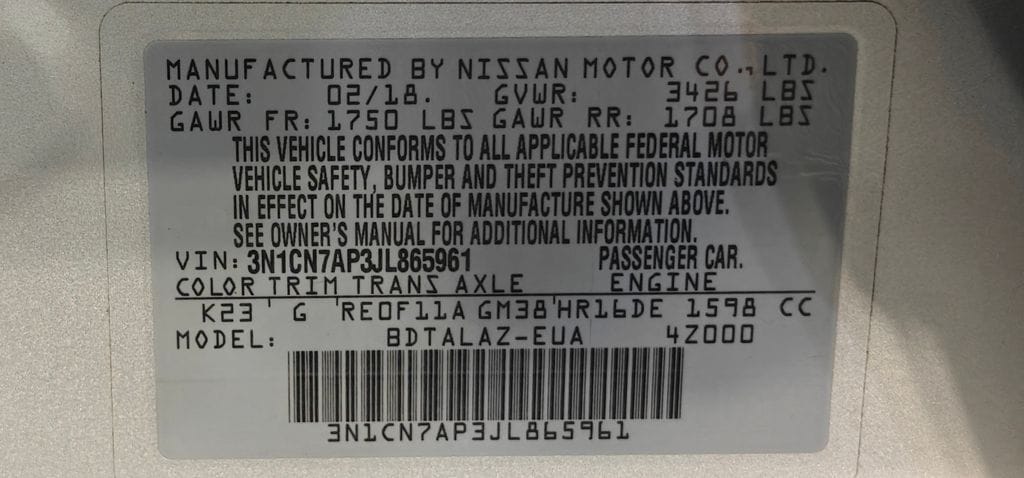 MANUFACTURED BY NISSAN MOTOR CO., LTD.
DATE: 02/18. GVWR: 3426 LBS
GAWR FR: 1750 LBS GAWR RR: 1708 LBS
THIS VEHICLE CONFORMS TO ALL APPLICABLE FEDERAL MOTOR
VEHICLE SAFETY, BUMPER AND THEFT PREVENTION STANDARDS
IN EFFECT ON THE DATE OF MANUFACTURE SHOWN ABOVE.
SEE OWNER'S MANUAL FOR ADDITIONAL INFORMATION.
VIN: 3N1CN7AP3JL865961 PASSENGER CAR.
COLOR TRIM TRANS AXLE ENGINE
K23 ' G 'RE0F11A GM38'HR16DE 1598 CC
MODEL: BDTALAZ-EUA 4Z000
3N1CN7AP3JL865961